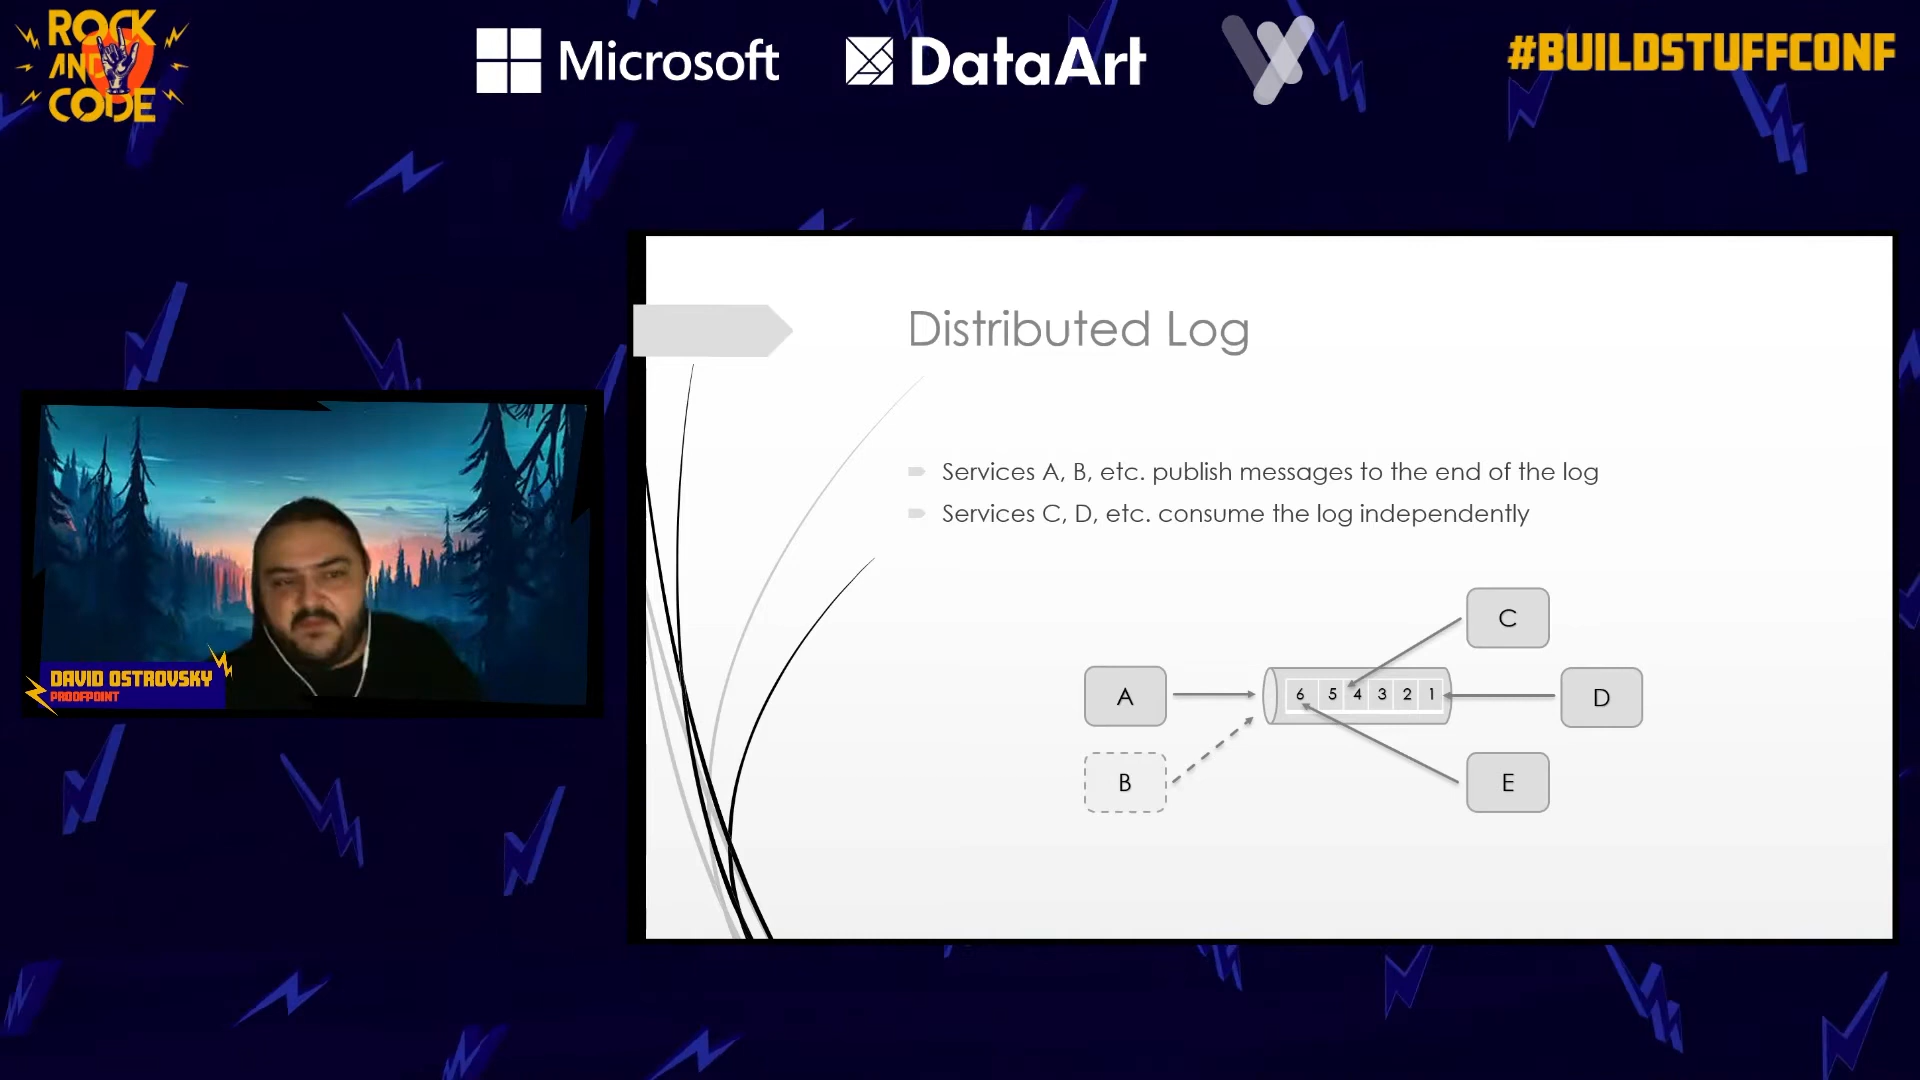 ROCK
AND
CODE
Microsoft
DataArt
#BUILDSTUFFCONF
Distributed Log
Services A, B, etc. publish messages to the end of the log
Services C, D, etc. consume the log independently
C
A
6 5 4 3 2 1
D
B
E
DAVID OSTROVSKY
PROOFPOINT